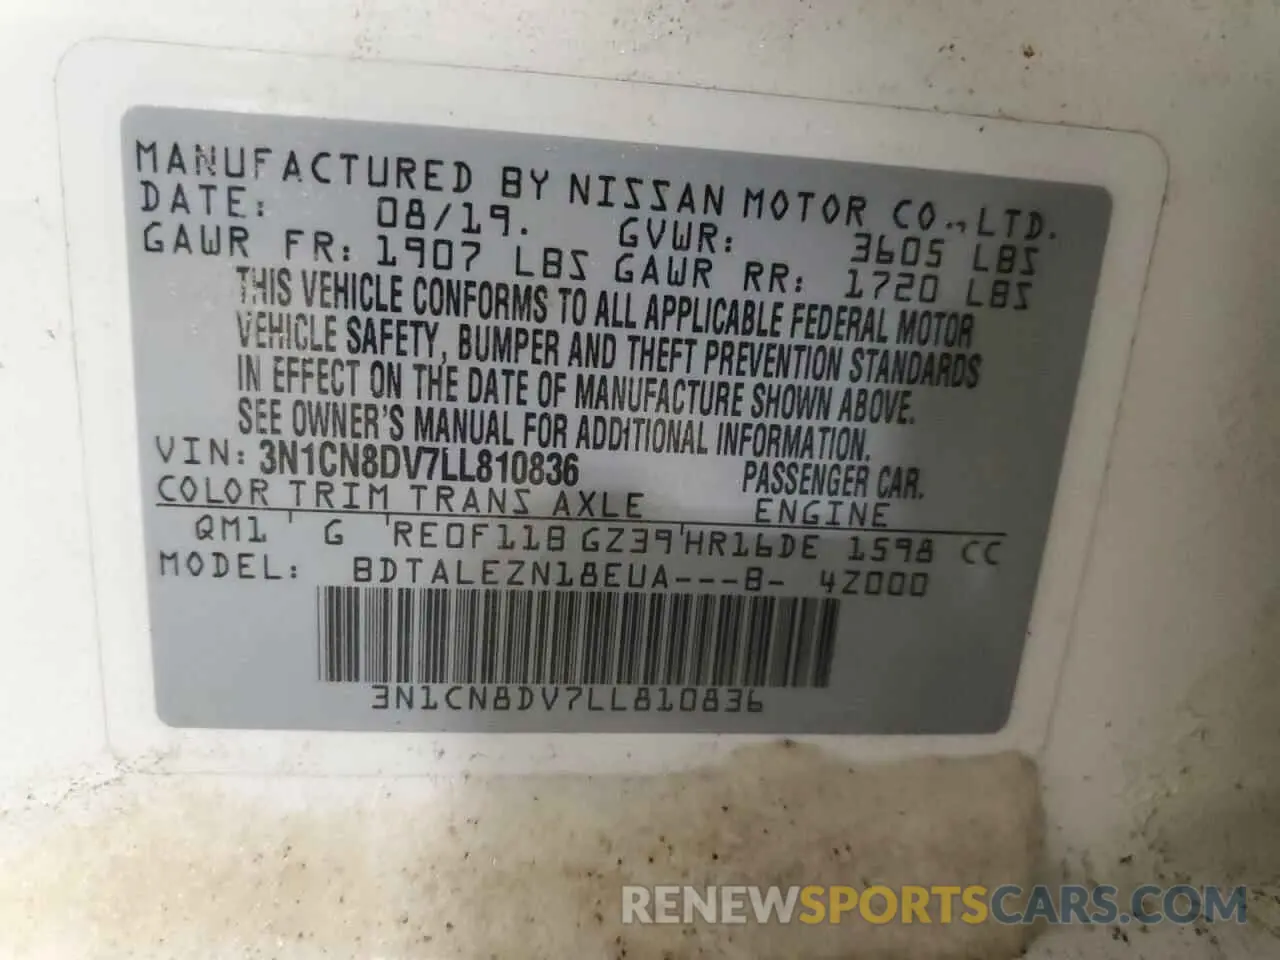 MANUFACTURED BY NISSAN MOTOR CO., LTD.
DATE: 08/19. GVWR: 3605 LBS
GAWR FR: 1907 LBS GAWR RR: 1720 LBS
THIS VEHICLE CONFORMS TO ALL APPLICABLE FEDERAL MOTOR
VEHICLE SAFETY, BUMPER AND THEFT PREVENTION STANDARDS
IN EFFECT ON THE DATE OF MANUFACTURE SHOWN ABOVE.
SEE OWNER'S MANUAL FOR ADDITIONAL INFORMATION.
VIN: 3N1CN8DV7LL810836 PASSENGER CAR.
COLOR TRIM TRANS AXLE ENGINE
QM1 ' G 'RE0F11B GZ39'HR16DE 1598 CC
MODEL: BDTALEZN18EUA---B- 4Z000
3N1CN8DV7LL810836
RENEWSPORTSCARS.COM